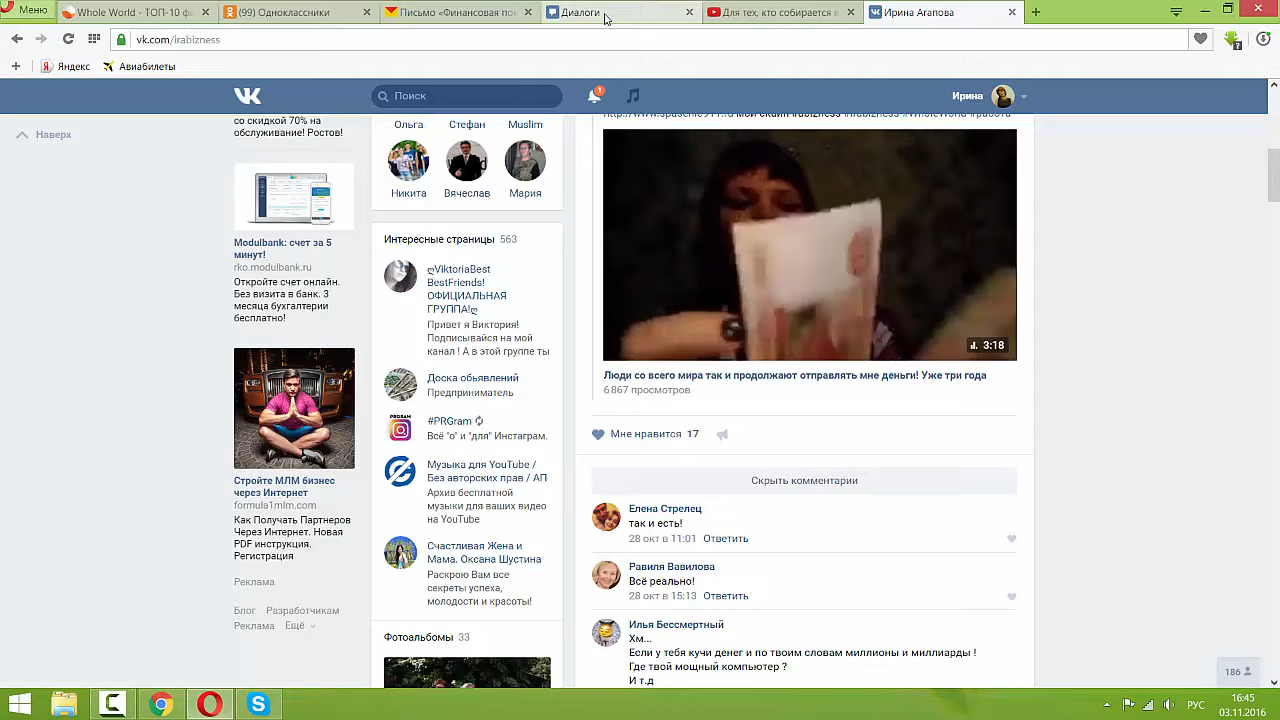 Меню
Whole World - ТОП-10 фа
(99) Одноклассники
Письмо «Финансовая по
Диалоги
Для тех, кто собирается в
Ирина Агапова
vk.com/irabizness
Яндекс
Авиабилеты
Поиск
1
Ирина
Наверх
со скидкой 70% на
обслуживание! Ростов!
Modulbank: счет за 5
минут!
rko.modulbank.ru
Откройте счет онлайн.
Без визита в банк. 3
месяца бухгалтерии
бесплатно!
Стройте МЛМ бизнес
через Интернет
formula1mlm.com
Как Получать Партнеров
Через Интернет. Новая
PDF инструкция.
Регистрация
Реклама
Блог Разработчикам
Реклама Ещё
Ольга Стефан Muslim
Никита Вячеслав Мария
Интересные страницы 563
ღViktoriaBest
BestFriends!
ОФИЦИАЛЬНАЯ
ГРУППА!ღ
Привет я Виктория!
Подписывайся на мой
канал ! А в этой группе ты
Доска обьявлений
Предприниматель
#PRGram
Всё "о" и "для" Инстаграм.
Музыка для YouTube /
Без авторских прав / АП
Архив бесплатной
музыки для ваших видео
на YouTube
Счастливая Жена и
Мама. Оксана Шустина
Раскрою Вам все
секреты успеха,
молодости и красоты!
Фотоальбомы 33
3:18
Люди со всего мира так и продолжают отправлять мне деньги! Уже три года
6 867 просмотров
Мне нравится 17
Скрыть комментарии
Елена Стрелец
так и есть!
28 окт в 11:01 Ответить
Равиля Вавилова
Всё реально!
28 окт в 15:13 Ответить
Илья Бессмертный
Хм...
Если у тебя кучи денег и по твоим словам миллионы и миллиарды !
Где твой мощный компьютер ?
И т.д
186
РУС
16:45
03.11.2016